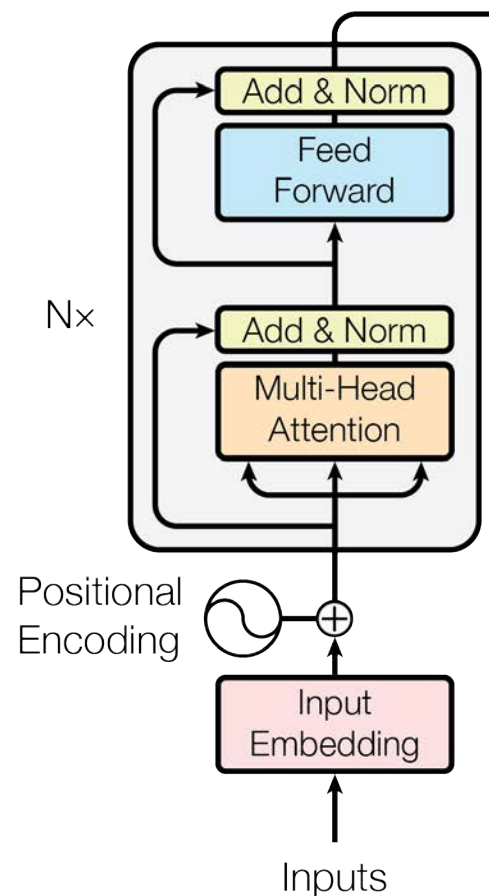 Add & Norm
Feed
Forward
N×
Add & Norm
Multi-Head
Attention
Positional
Encoding
Input
Embedding
Inputs